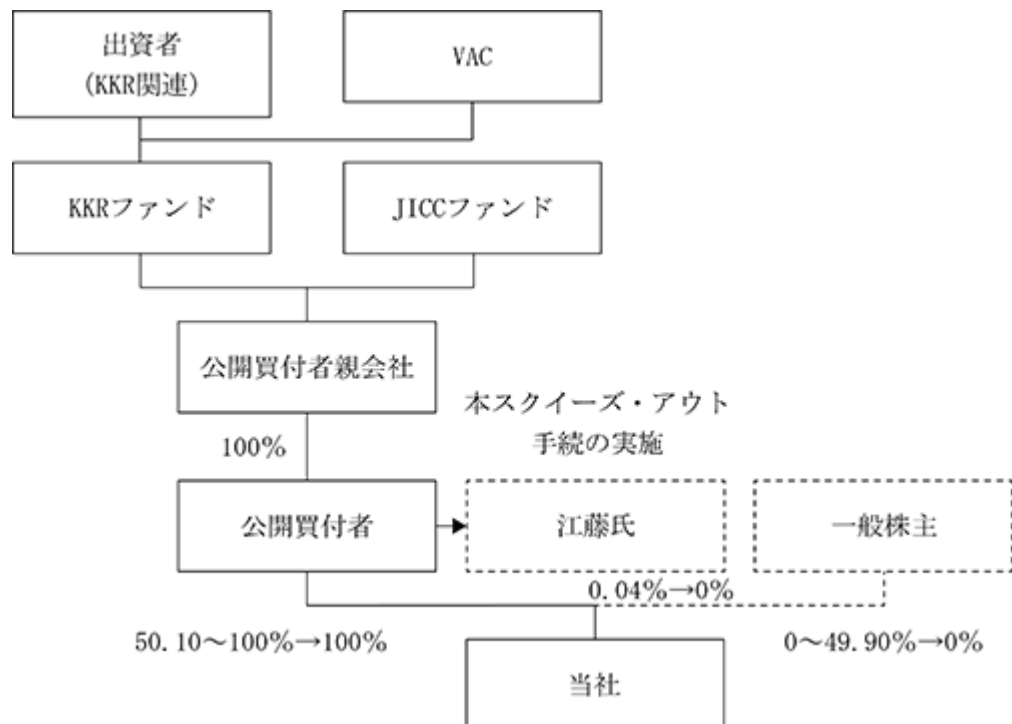 出資者
(KKR関連)
VAC
KKRファンド
JICCファンド
公開買付者親会社
本スクイーズ・アウト
手続の実施
100%
公開買付者
江藤氏
一般株主
0.04%→0%
50.10～100%→100%
0～49.90%→0%
当社